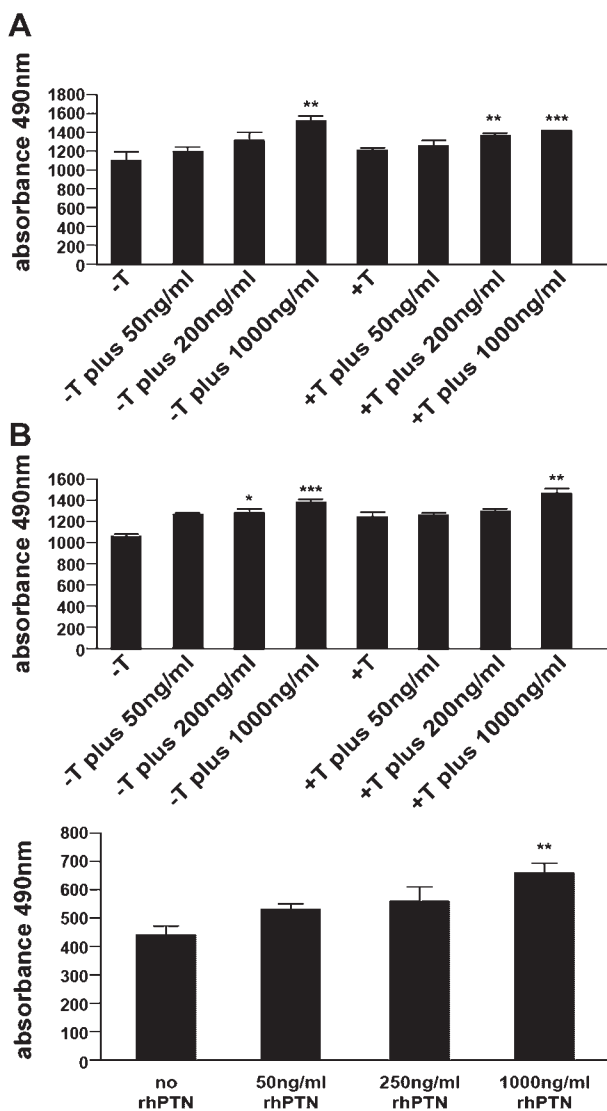 A
absorbance 490nm
1800
1600
1400
1200
1000
800
600
400
200
0
**
**
***
-T
-T plus 50ng/ml
-T plus 200ng/ml
-T plus 1000ng/ml
+T
+T plus 50ng/ml
+T plus 200ng/ml
+T plus 1000ng/ml
B
absorbance 490nm
1600
1400
1200
1000
800
600
400
200
0
*
***
**
-T
-T plus 50ng/ml
-T plus 200ng/ml
-T plus 1000ng/ml
+T
+T plus 50ng/ml
+T plus 200ng/ml
+T plus 1000ng/ml
absorbance 490nm
800
700
600
500
400
300
200
100
0
**
no
rhPTN
50ng/ml
rhPTN
250ng/ml
rhPTN
1000ng/ml
rhPTN